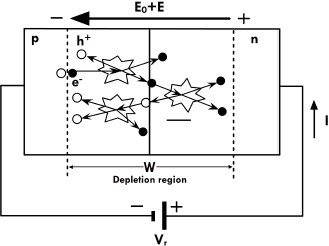 − E₀+E +
p h⁺ n
e⁻
I
W
Depletion region
− +
Vᵣ